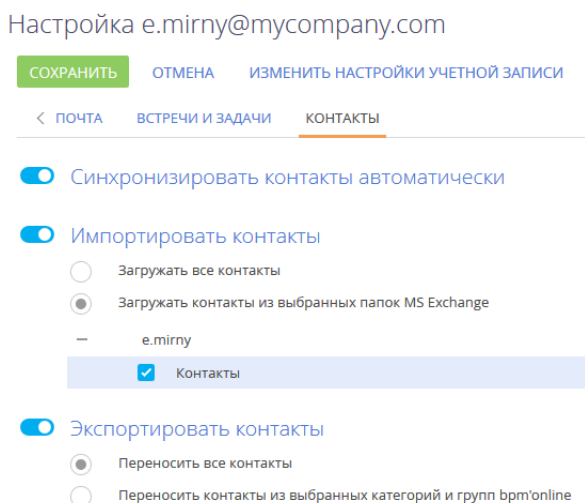 Настройка e.mirny@mycompany.com
СОХРАНИТЬ ОТМЕНА ИЗМЕНИТЬ НАСТРОЙКИ УЧЕТНОЙ ЗАПИСИ
< ПОЧТА ВСТРЕЧИ И ЗАДАЧИ КОНТАКТЫ
Синхронизировать контакты автоматически
Импортировать контакты
Загружать все контакты
Загружать контакты из выбранных папок MS Exchange
e.mirny
Контакты
Экспортировать контакты
Переносить все контакты
Переносить контакты из выбранных категорий и групп bpm'online